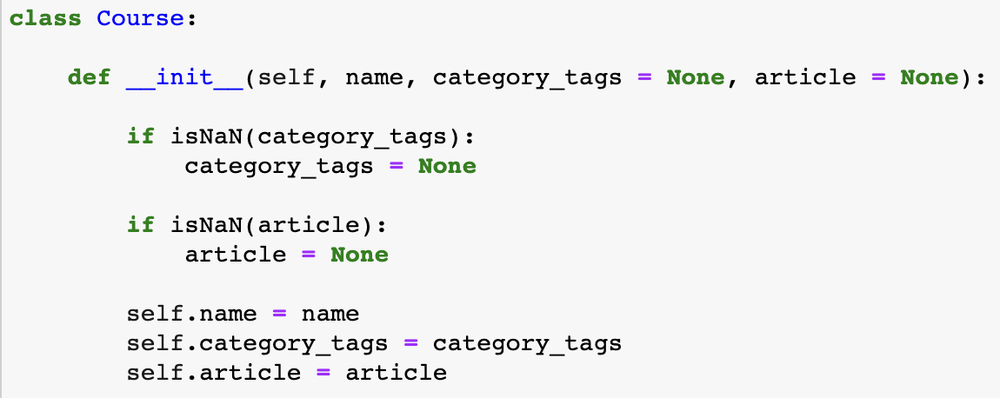 class Course:
    def __init__(self, name, category_tags = None, article = None):
        if isNaN(category_tags):
            category_tags = None
        if isNaN(article):
            article = None
        self.name = name
        self.category_tags = category_tags
        self.article = article